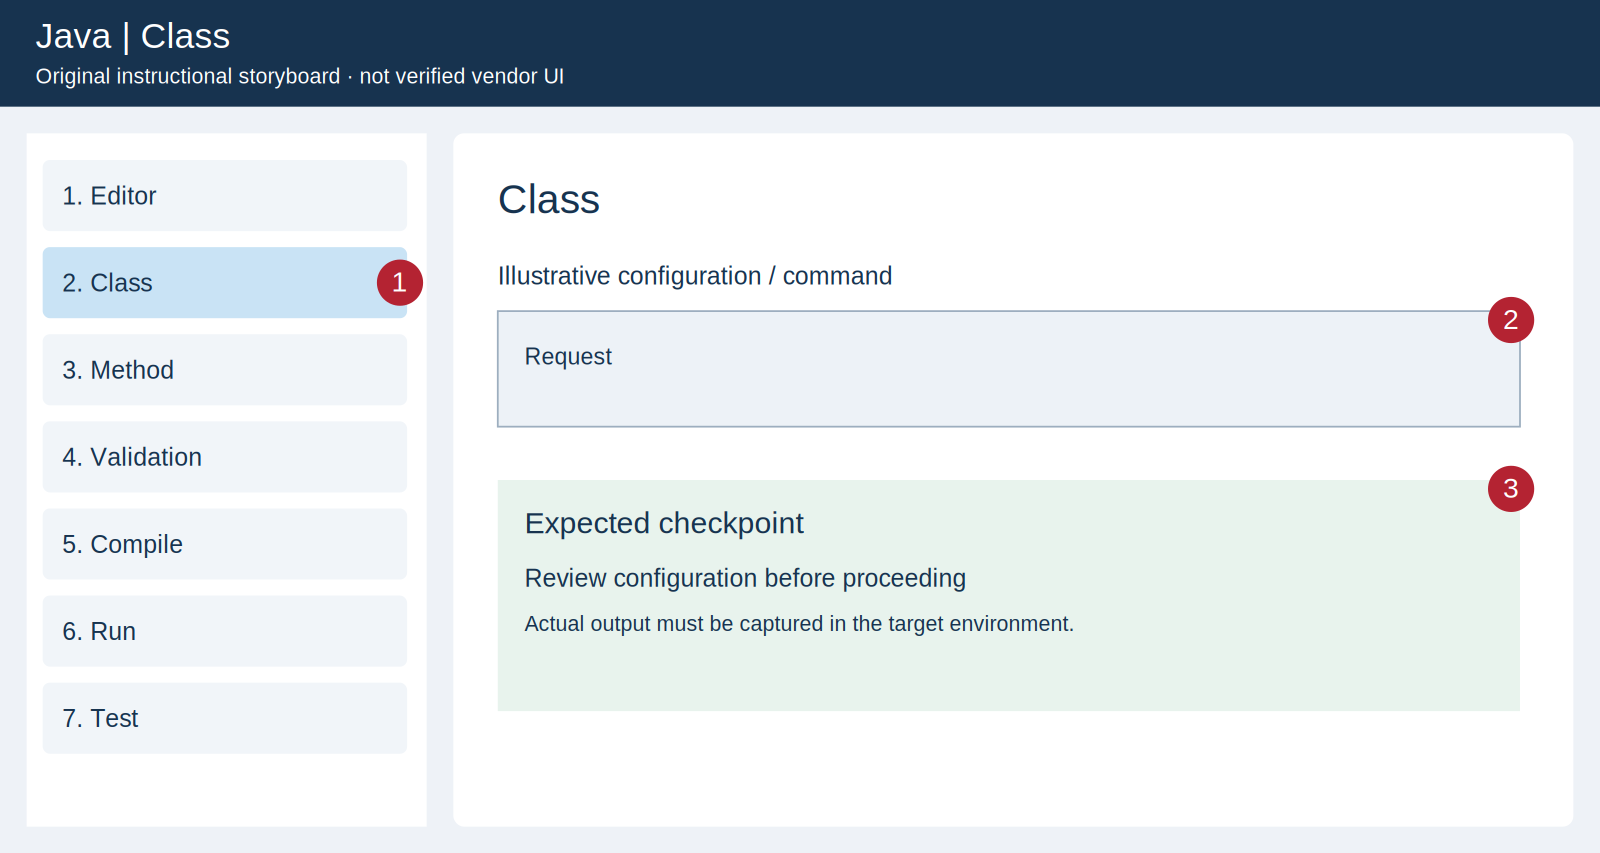 Java | Class
Original instructional storyboard · not verified vendor UI
1. Editor
2. Class
1
3. Method
4. Validation
5. Compile
6. Run
7. Test
Class
Illustrative configuration / command
2
Request
3
Expected checkpoint
Review configuration before proceeding
Actual output must be captured in the target environment.